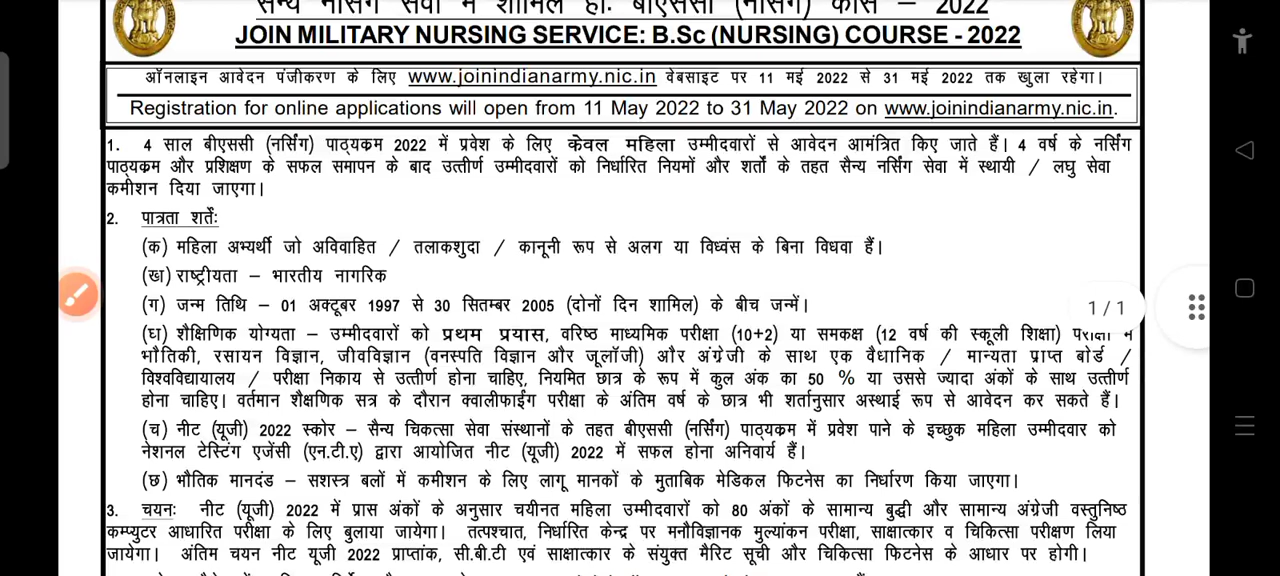 सैन्य नर्सिंग सेवा में शामिल हों: बीएससी (नर्सिंग) कोर्स – 2022
JOIN MILITARY NURSING SERVICE: B.Sc (NURSING) COURSE - 2022
ऑनलाइन आवेदन पंजीकरण के लिए www.joinindianarmy.nic.in वेबसाइट पर 11 मई 2022 से 31 मई 2022 तक खुला रहेगा।
Registration for online applications will open from 11 May 2022 to 31 May 2022 on www.joinindianarmy.nic.in.
1. 4 साल बीएससी (नर्सिंग) पाठ्यक्रम 2022 में प्रवेश के लिए केवल महिला उम्मीदवारों से आवेदन आमंत्रित किए जाते हैं। 4 वर्ष के नर्सिंग
पाठ्यक्रम और प्रशिक्षण के सफल समापन के बाद उत्तीर्ण उम्मीदवारों को निर्धारित नियमों और शर्तों के तहत सैन्य नर्सिंग सेवा में स्थायी / लघु सेवा
कमीशन दिया जाएगा।
2. पात्रता शर्तें:
(क) महिला अभ्यर्थी जो अविवाहित / तलाकशुदा / कानूनी रूप से अलग या विध्वंस के बिना विधवा हैं।
(ख) राष्ट्रीयता – भारतीय नागरिक
(ग) जन्म तिथि – 01 अक्टूबर 1997 से 30 सितम्बर 2005 (दोनों दिन शामिल) के बीच जन्में।
1/1
(घ) शैक्षिणिक योग्यता – उम्मीदवारों को प्रथम प्रयास, वरिष्ठ माध्यमिक परीक्षा (10+2) या समकक्ष (12 वर्ष की स्कूली शिक्षा) परीक्षा में
भौतिकी, रसायन विज्ञान, जीवविज्ञान (वनस्पति विज्ञान और जूलॉजी) और अंग्रेजी के साथ एक वैधानिक / मान्यता प्राप्त बोर्ड /
विश्वविद्यालय / परीक्षा निकाय से उत्तीर्ण होना चाहिए, नियमित छात्र के रूप में कुल अंक का 50 % या उससे ज्यादा अंकों के साथ उत्तीर्ण
होना चाहिए। वर्तमान शैक्षणिक सत्र के दौरान क्वालीफाईंग परीक्षा के अंतिम वर्ष के छात्र भी शर्तानुसार अस्थाई रूप से आवेदन कर सकते हैं।
(च) नीट (यूजी) 2022 स्कोर – सैन्य चिकत्सा सेवा संस्थानों के तहत बीएससी (नर्सिंग) पाठ्यक्रम में प्रवेश पाने के इच्छुक महिला उम्मीदवार को
नेशनल टेस्टिंग एजेंसी (एन.टी.ए) द्वारा आयोजित नीट (यूजी) 2022 में सफल होना अनिवार्य हैं।
(छ) भौतिक मानदंड – सशस्त्र बलों में कमीशन के लिए लागू मानकों के मुताबिक मेडिकल फिटनेस का निर्धारण किया जाएगा।
3. चयनः नीट (यूजी) 2022 में प्राप्त अंकों के अनुसार चयीनत महिला उम्मीदवारों को 80 अंकों के सामान्य बुद्धी और सामान्य अंग्रेजी वस्तुनिष्ठ
कम्प्युटर आधारित परीक्षा के लिए बुलाया जायेगा। तत्पश्चात, निर्धारित केन्द्र पर मनौविज्ञानक मुल्यांकन परीक्षा, साक्षात्कार व चिकित्सा परीक्षण लिया
जायेगा। अंतिम चयन नीट यूजी 2022 प्राप्तांक, सी.बी.टी एवं साक्षात्कार के संयुक्त मैरिट सूची और चिकित्सा फिटनेस के आधार पर होगी।